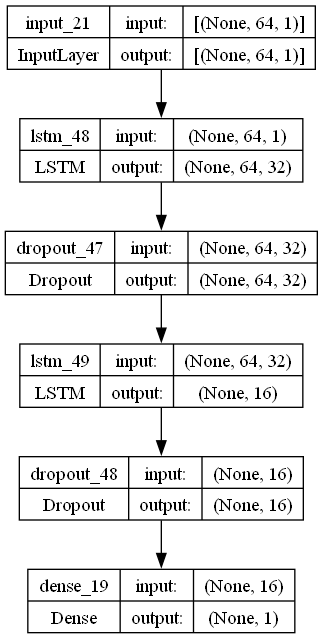 input_21 input: [(None, 64, 1)]
InputLayer output: [(None, 64, 1)]
lstm_48 input: (None, 64, 1)
LSTM output: (None, 64, 32)
dropout_47 input: (None, 64, 32)
Dropout output: (None, 64, 32)
lstm_49 input: (None, 64, 32)
LSTM output: (None, 16)
dropout_48 input: (None, 16)
Dropout output: (None, 16)
dense_19 input: (None, 16)
Dense output: (None, 1)